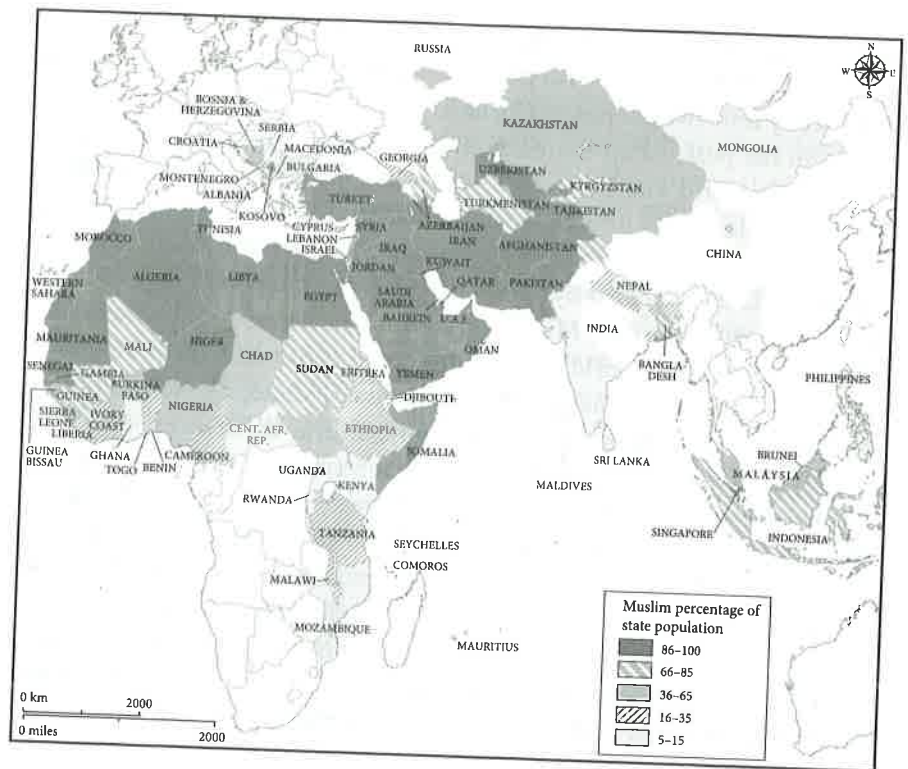 RUSSIA
N
W
U
S
BOSNIA &
HERZEGOVINA
SERBIA
CROATIA
MACEDONIA
BULGARIA
MONTENEGRO
ALBANIA
KOSOVO
GEORGIA
KAZAKHSTAN
MONGOLIA
UZBEKISTAN
KYRGYZSTAN
TURKMENISTAN
TAJIKISTAN
TURKEY
AZERBAIJAN
CYPRUS
LEBANON
ISRAEL
SYRIA
IRAQ
IRAN
AFGHANISTAN
CHINA
MOROCCO
TUNISIA
JORDAN
KUWAIT
ALGERIA
LIBYA
EGYPT
SAUDI
ARABIA
QATAR
PAKISTAN
NEPAL
WESTERN
SAHARA
BAHREIN
U.A.E.
INDIA
MAURITANIA
MALI
NIGER
CHAD
SUDAN
ERITREA
OMAN
YEMEN
BANGLA
DESH
SENEGAL
GAMBIA
BURKINA
FASO
DJIBOUTI
PHILIPPINES
GUINEA
NIGERIA
SIERRA
LEONE
IVORY
COAST
LIBERIA
CENT. AFR.
REP.
ETHIOPIA
SOMALIA
GUINEA
BISSAU
GHANA
TOGO
BENIN
CAMEROON
UGANDA
KENYA
RWANDA
SRI LANKA
MALDIVES
BRUNEI
MALAYSIA
SINGAPORE
INDONESIA
TANZANIA
SEYCHELLES
COMOROS
MALAWI
MOZAMBIQUE
MAURITIUS
Muslim percentage of
state population
86–100
66–85
36–65
16–35
5–15
0 km 2000
0 miles 2000